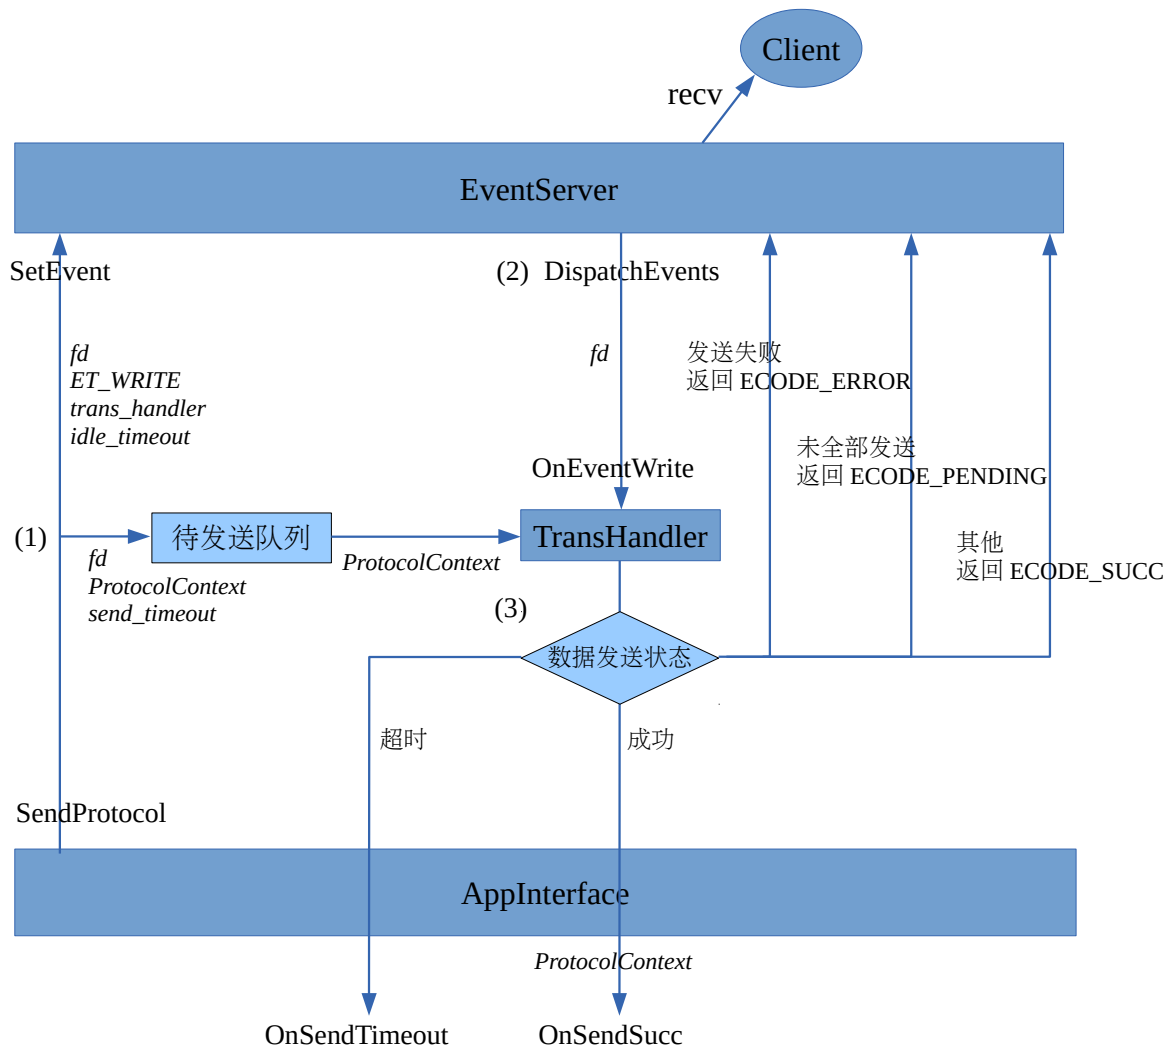 Client
recv
EventServer
SetEvent
(2) DispatchEvents
fd
ET_WRITE
trans_handler
idle_timeout
fd
发送失败
返回 ECODE_ERROR
未全部发送
返回 ECODE_PENDING
其他
返回 ECODE_SUCC
OnEventWrite
(1)
待发送队列
TransHandler
fd
ProtocolContext
send_timeout
ProtocolContext
(3)
数据发送状态
超时
成功
SendProtocol
AppInterface
ProtocolContext
OnSendTimeout
OnSendSucc